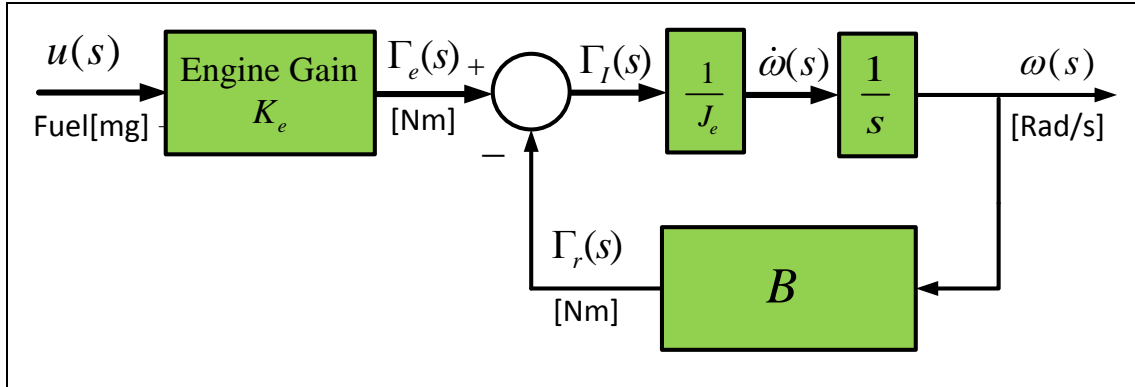 u(s)
Fuel[mg]
Engine Gain
K_e
Γ_e(s) +
[Nm]
−
Γ_I(s)
1
J_e
ω̇(s)
1
s
ω(s)
[Rad/s]
Γ_r(s)
[Nm]
B